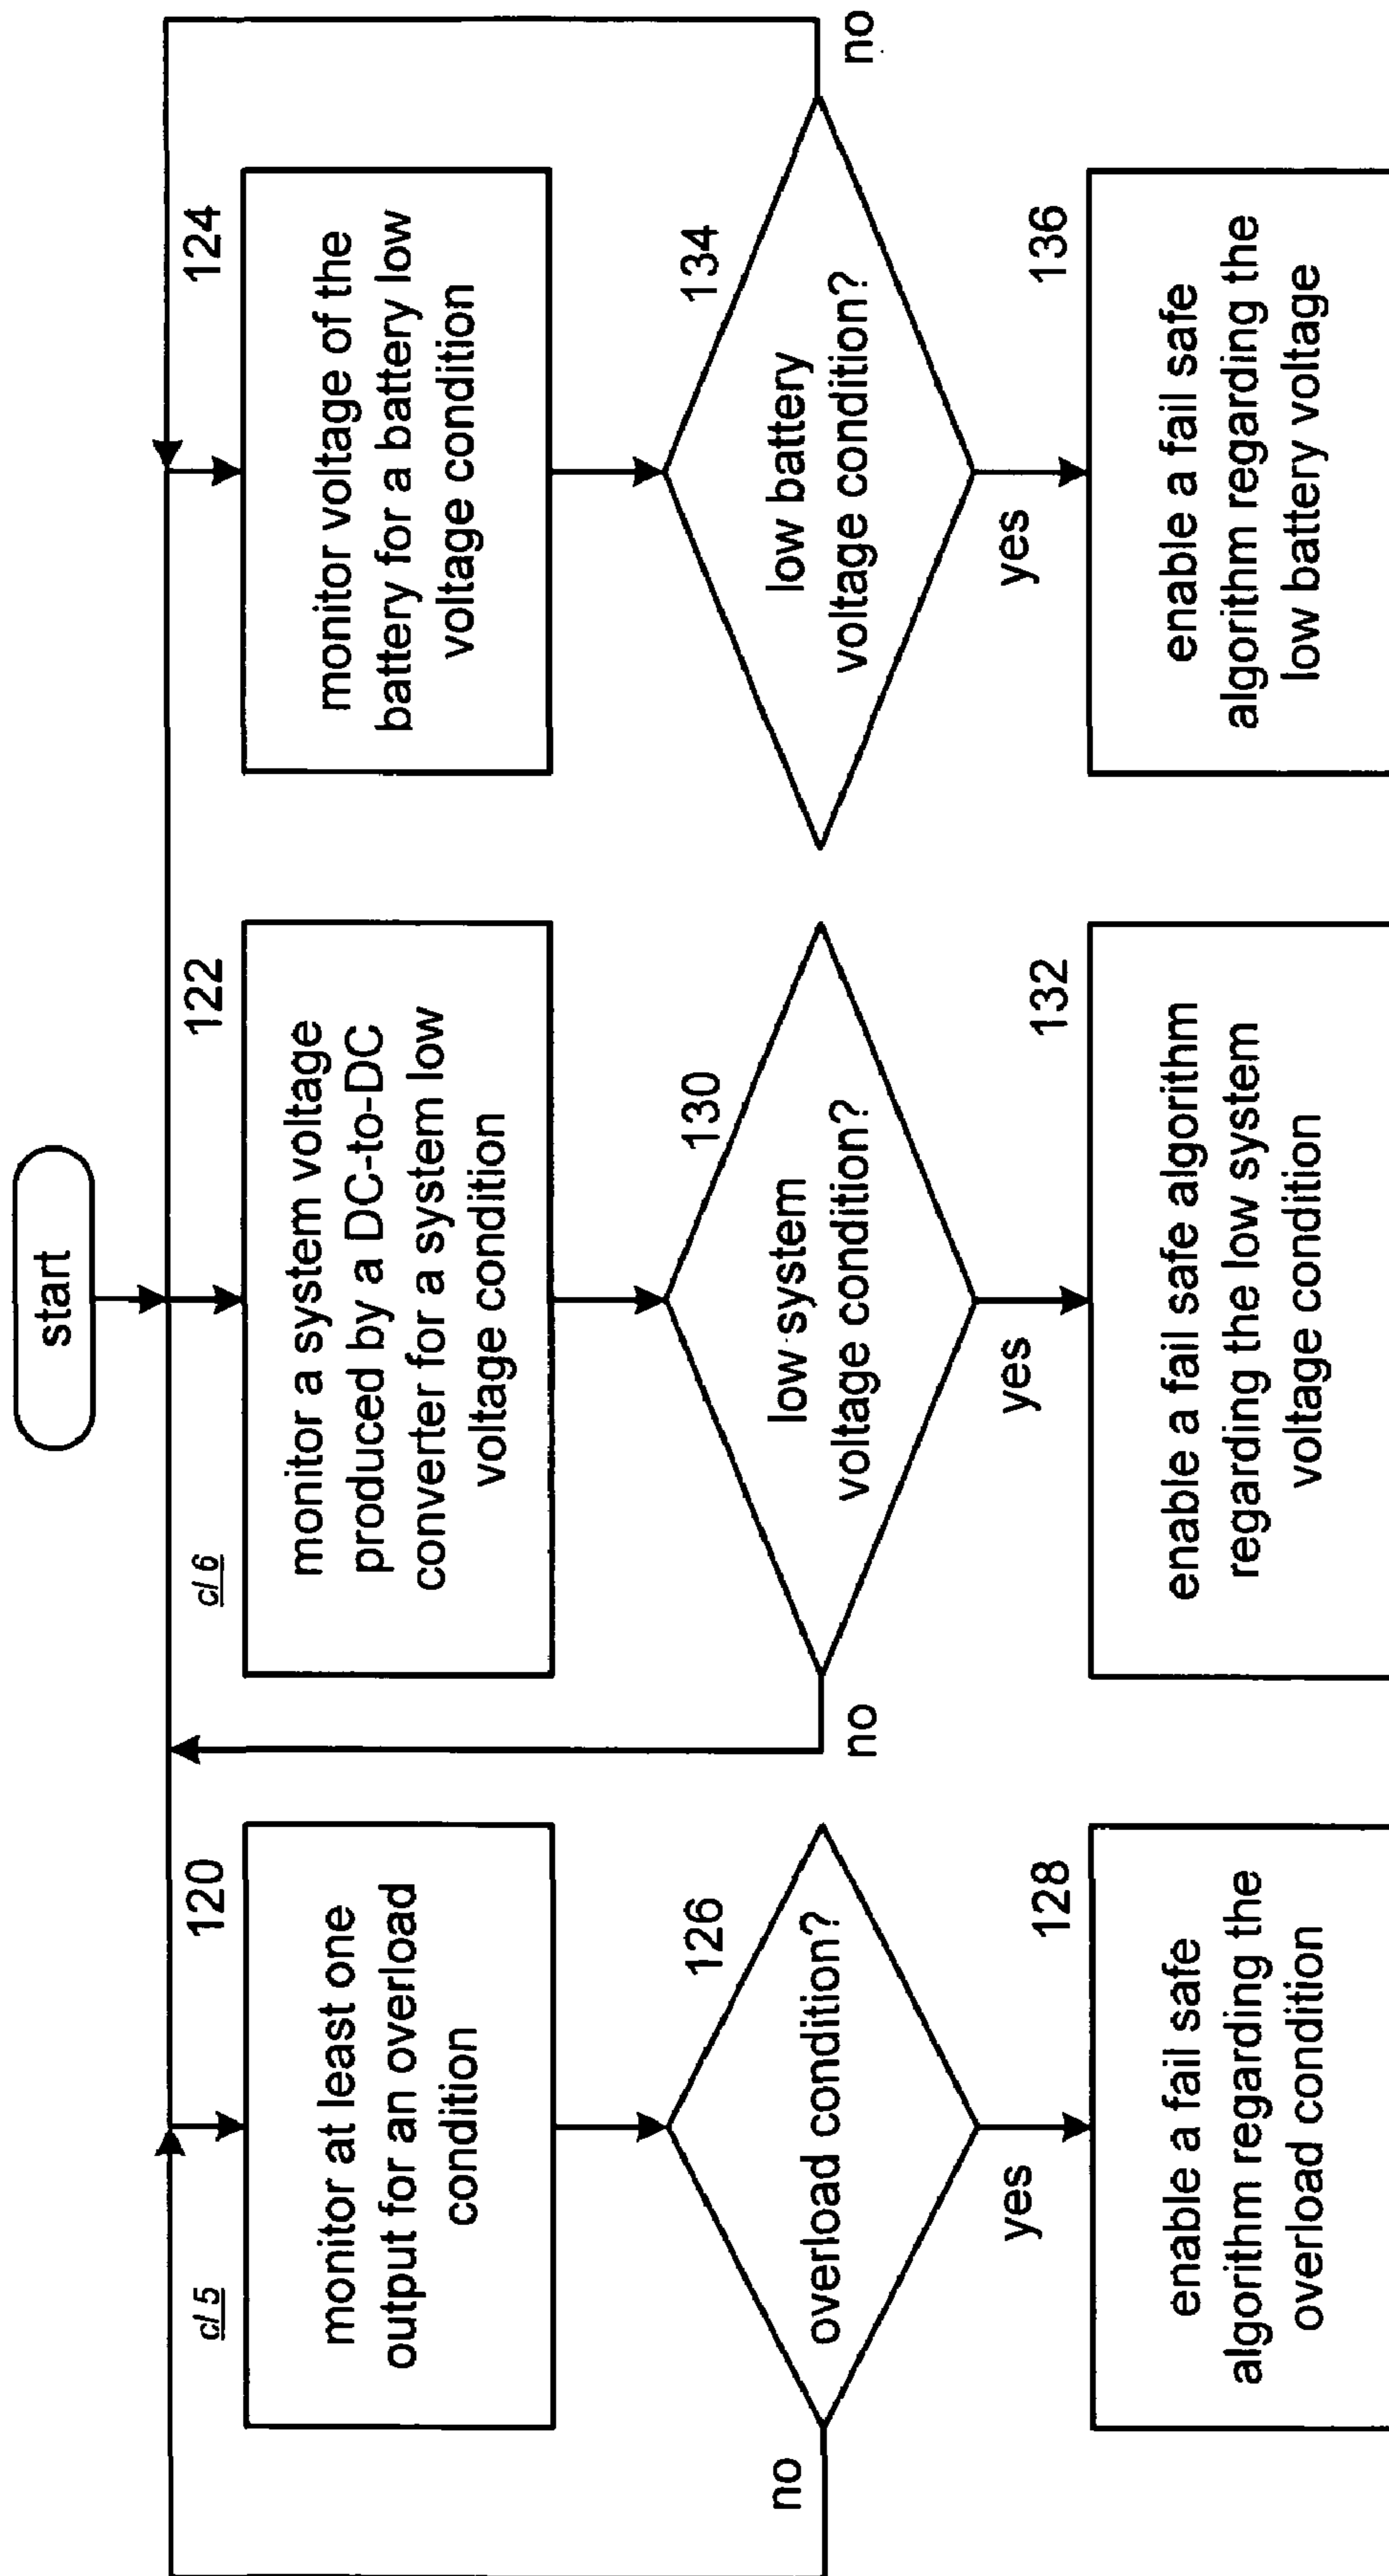 start
cl 5
120
monitor at least one
output for an overload
condition
cl 6
122
monitor a system voltage
produced by a DC-to-DC
converter for a system low
voltage condition
124
monitor voltage of the
battery for a battery low
voltage condition
126
overload condition?
no
yes
130
low system
voltage condition?
no
yes
134
low battery
voltage condition?
no
yes
128
enable a fail safe
algorithm regarding the
overload condition
132
enable a fail safe algorithm
regarding the low system
voltage condition
136
enable a fail safe
algorithm regarding the
low battery voltage